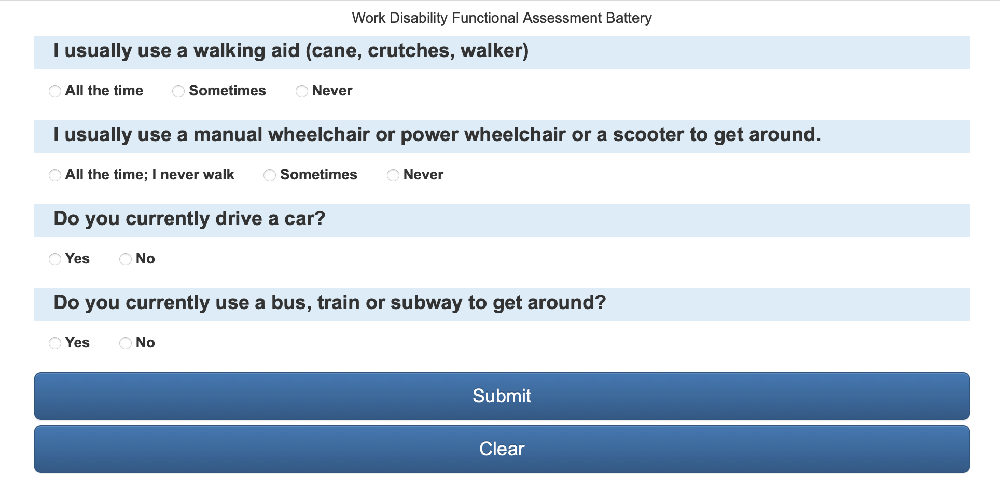 Work Disability Functional Assessment Battery
I usually use a walking aid (cane, crutches, walker)
All the time Sometimes Never
I usually use a manual wheelchair or power wheelchair or a scooter to get around.
All the time; I never walk Sometimes Never
Do you currently drive a car?
Yes No
Do you currently use a bus, train or subway to get around?
Yes No
Submit
Clear